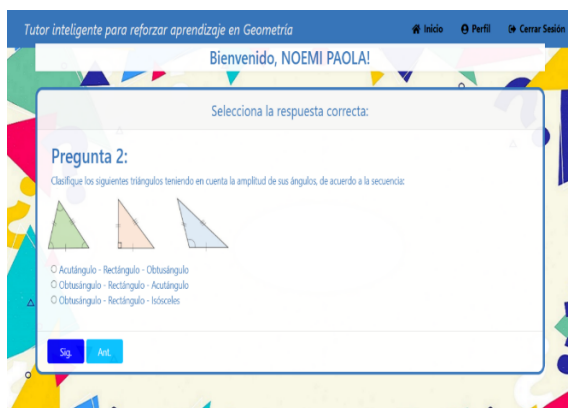 Tutor inteligente para reforzar aprendizaje en Geometría
Inicio
Perfil
Cerrar Sesión
Bienvenido, NOEMI PAOLA!
Selecciona la respuesta correcta:
Pregunta 2:
Clasifique los siguientes triángulos teniendo en cuenta la amplitud de sus ángulos, de acuerdo a la secuencia:
Acutángulo - Rectángulo - Obtusángulo
Obtusángulo - Rectángulo - Acutángulo
Obtusángulo - Rectángulo - Isósceles
Sig.
Ant.